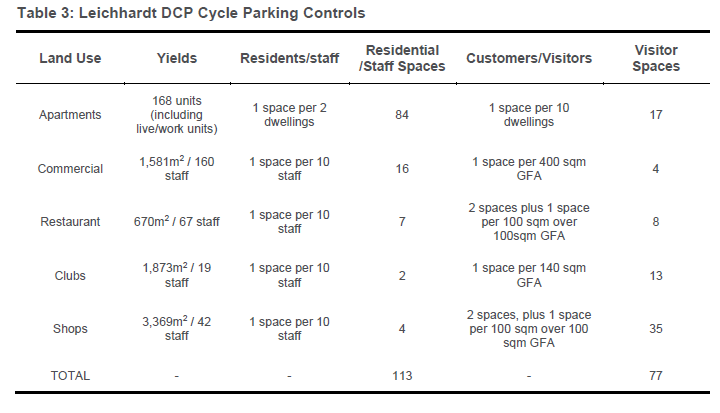 Table 3: Leichhardt DCP Cycle Parking Controls
Land Use
Yields
Residents/staff
Residential
/Staff Spaces
Customers/Visitors
Visitor
Spaces
Apartments
168 units
(including
live/work units)
1 space per 2
dwellings
84
1 space per 10
dwellings
17
Commercial
1,581m² / 160
staff
1 space per 10
staff
16
1 space per 400 sqm
GFA
4
Restaurant
670m² / 67 staff
1 space per 10
staff
7
2 spaces plus 1 space
per 100 sqm over
100sqm GFA
8
Clubs
1,873m² / 19
staff
1 space per 10
staff
2
1 space per 140 sqm
GFA
13
Shops
3,369m² / 42
staff
1 space per 10
staff
4
2 spaces, plus 1 space
per 100 sqm over 100
sqm GFA
35
TOTAL
-
-
113
-
77